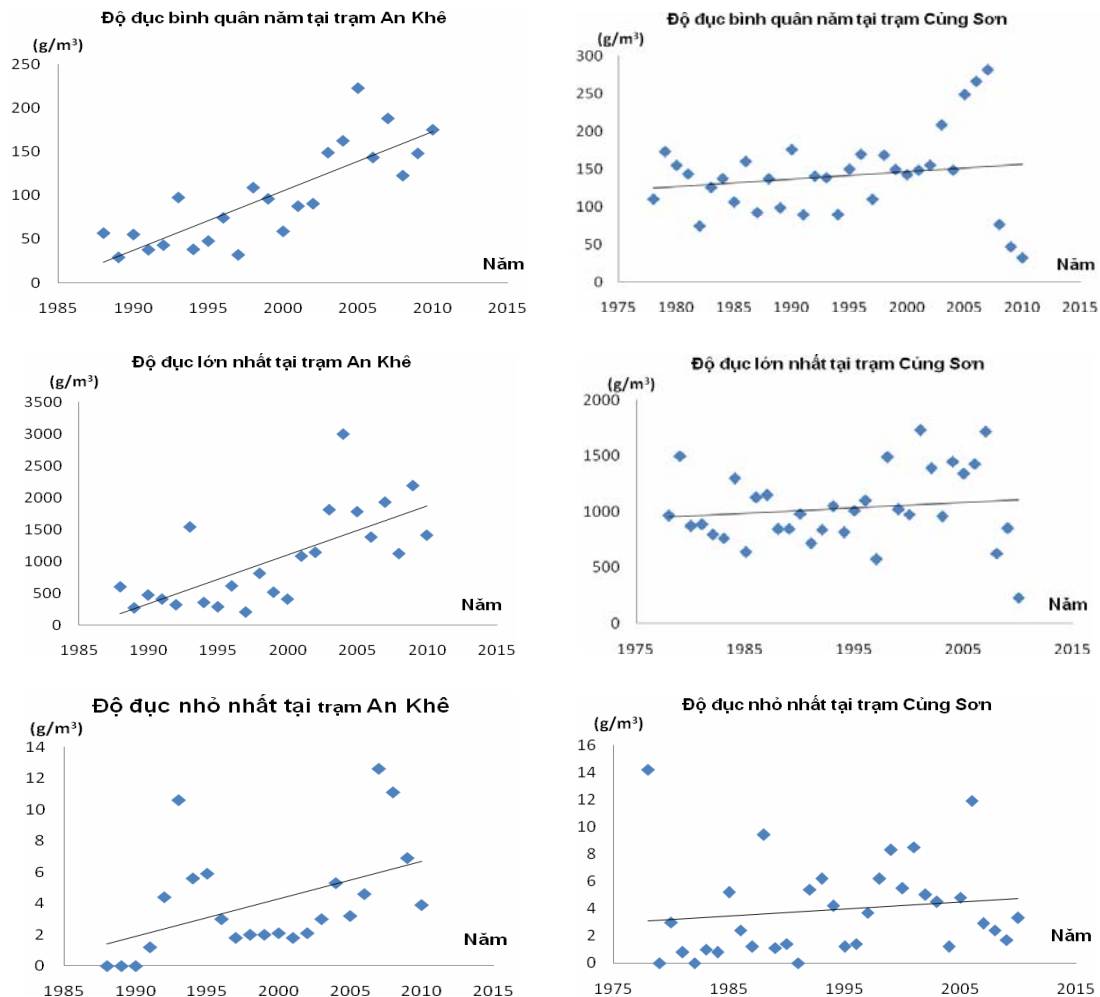 Độ đục bình quân năm tại trạm An Khê
(g/m³)
250
200
150
100
50
0
Năm
1985 1990 1995 2000 2005 2010 2015
Độ đục bình quân năm tại trạm Củng Sơn
(g/m³)
300
250
200
150
100
50
0
Năm
1975 1980 1985 1990 1995 2000 2005 2010 2015
Độ đục lớn nhất tại trạm An Khê
(g/m³)
3500
3000
2500
2000
1500
1000
500
0
Năm
1985 1990 1995 2000 2005 2010 2015
Độ đục lớn nhất tại trạm Củng Sơn
(g/m³)
2000
1500
1000
500
0
Năm
1975 1985 1995 2005 2015
Độ đục nhỏ nhất tại trạm An Khê
(g/m³)
14
12
10
8
6
4
2
0
Năm
1985 1990 1995 2000 2005 2010 2015
Độ đục nhỏ nhất tại trạm Củng Sơn
(g/m³)
16
14
12
10
8
6
4
2
0
Năm
1975 1985 1995 2005 2015